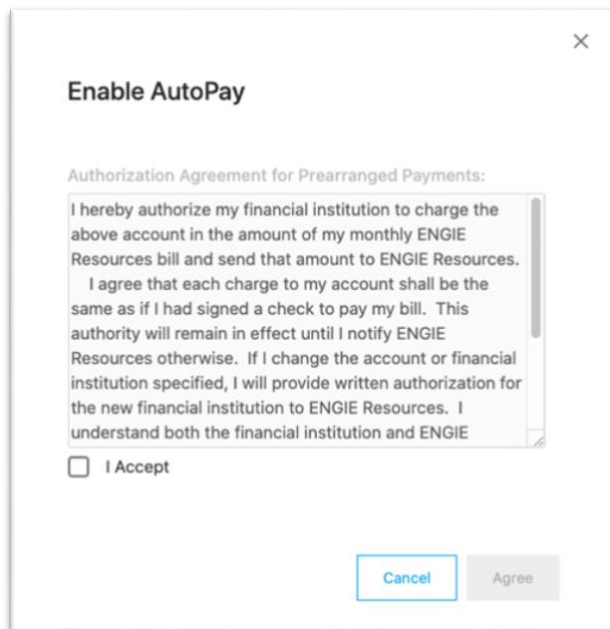 Enable AutoPay
Authorization Agreement for Prearranged Payments:
I hereby authorize my financial institution to charge the
above account in the amount of my monthly ENGIE
Resources bill and send that amount to ENGIE Resources.
I agree that each charge to my account shall be the
same as if I had signed a check to pay my bill. This
authority will remain in effect until I notify ENGIE
Resources otherwise. If I change the account or financial
institution specified, I will provide written authorization for
the new financial institution to ENGIE Resources. I
understand both the financial institution and ENGIE
I Accept
Cancel
Agree